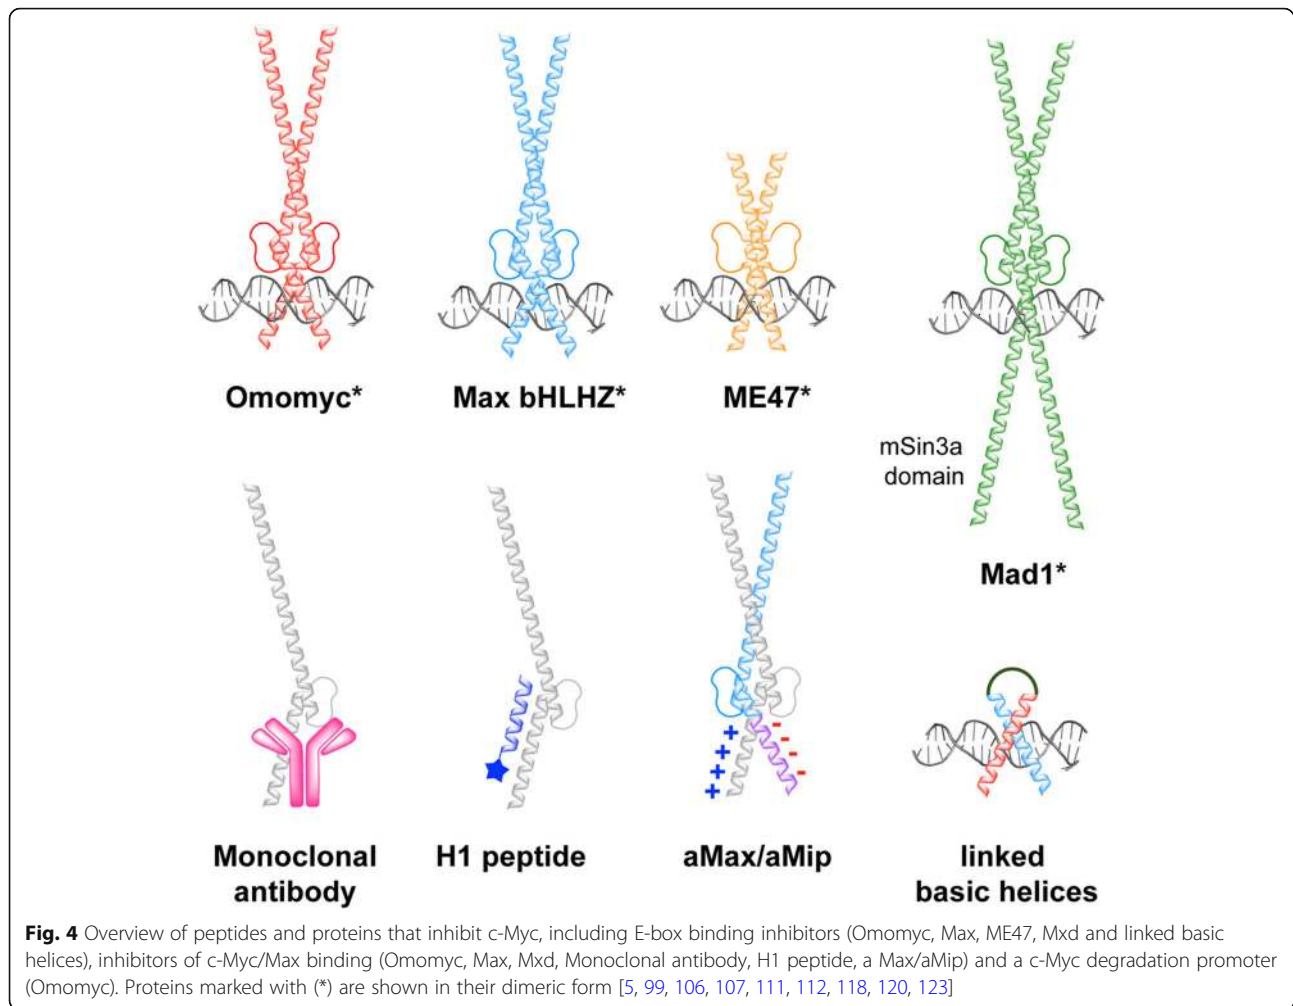 Omomyc*
Max bHLHZ*
ME47*
mSin3a
domain
Mad1*
+ + + +
- - - -
Monoclonal
antibody
H1 peptide
aMax/aMip
linked
basic helices
Fig. 4 Overview of peptides and proteins that inhibit c-Myc, including E-box binding inhibitors (Omomyc, Max, ME47, Mxd and linked basic
helices), inhibitors of c-Myc/Max binding (Omomyc, Max, Mxd, Monoclonal antibody, H1 peptide, a Max/aMip) and a c-Myc degradation promoter
(Omomyc). Proteins marked with (*) are shown in their dimeric form [5, 99, 106, 107, 111, 112, 118, 120, 123]